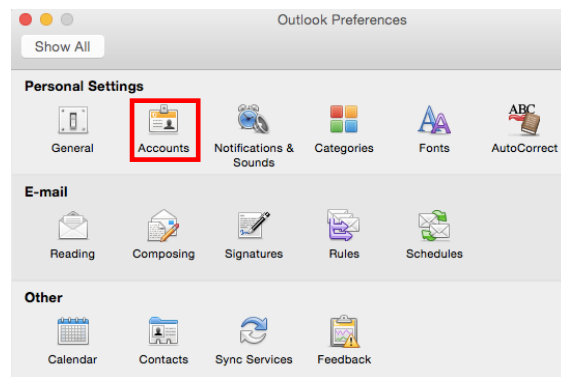 Outlook Preferences
Show All
Personal Settings
General
Accounts
Notifications &
Sounds
Categories
Fonts
ABC
AutoCorrect
E-mail
Reading
Composing
Signatures
Rules
Schedules
Other
Calendar
Contacts
Sync Services
Feedback